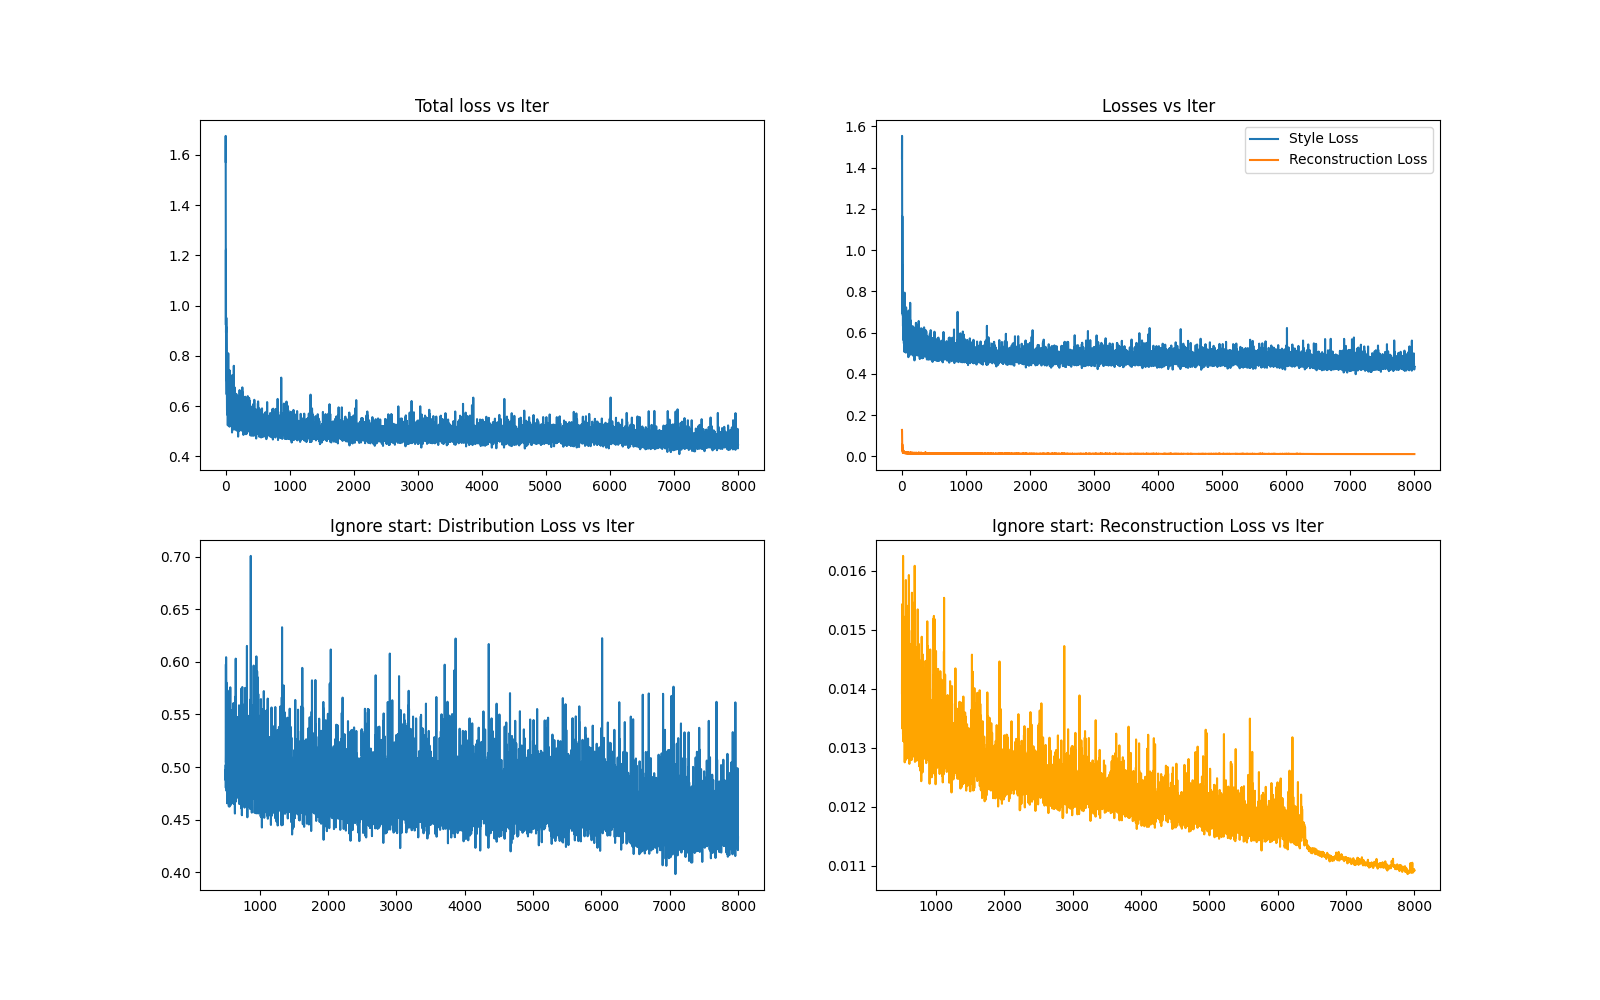 Total loss vs Iter
1.6
1.4
1.2
1.0
0.8
0.6
0.4
0 1000 2000 3000 4000 5000 6000 7000 8000
Losses vs Iter
Style Loss
Reconstruction Loss
1.6
1.4
1.2
1.0
0.8
0.6
0.4
0.2
0.0
0 1000 2000 3000 4000 5000 6000 7000 8000
Ignore start: Distribution Loss vs Iter
0.70
0.65
0.60
0.55
0.50
0.45
0.40
1000 2000 3000 4000 5000 6000 7000 8000
Ignore start: Reconstruction Loss vs Iter
0.016
0.015
0.014
0.013
0.012
0.011
1000 2000 3000 4000 5000 6000 7000 8000